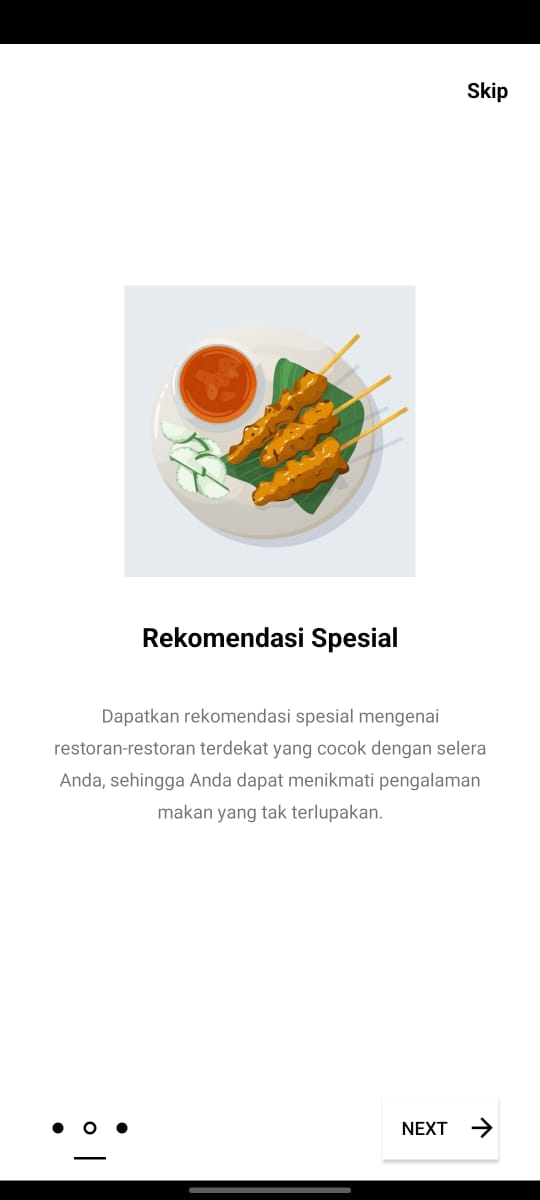 Skip
Rekomendasi Spesial
Dapatkan rekomendasi spesial mengenai
restoran-restoran terdekat yang cocok dengan selera
Anda, sehingga Anda dapat menikmati pengalaman
makan yang tak terlupakan.
NEXT